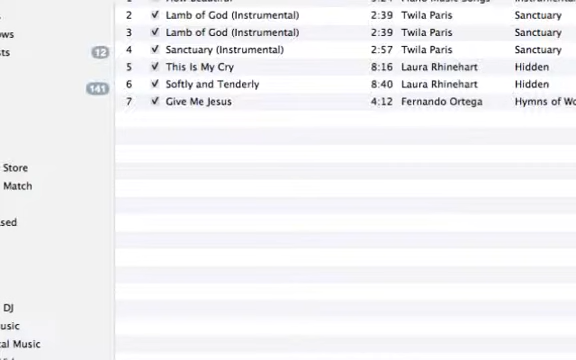 2 ✓ Lamb of God (Instrumental) 2:39 Twila Paris Sanctuary
3 ✓ Lamb of God (Instrumental) 2:39 Twila Paris Sanctuary
4 ✓ Sanctuary (Instrumental) 2:57 Twila Paris Sanctuary
5 ✓ This Is My Cry 8:16 Laura Rhinehart Hidden
6 ✓ Softly and Tenderly 8:40 Laura Rhinehart Hidden
7 ✓ Give Me Jesus 4:12 Fernando Ortega Hymns of Wo
ows
sts 12
141
Store
Match
ased
DJ
usic
cal Music